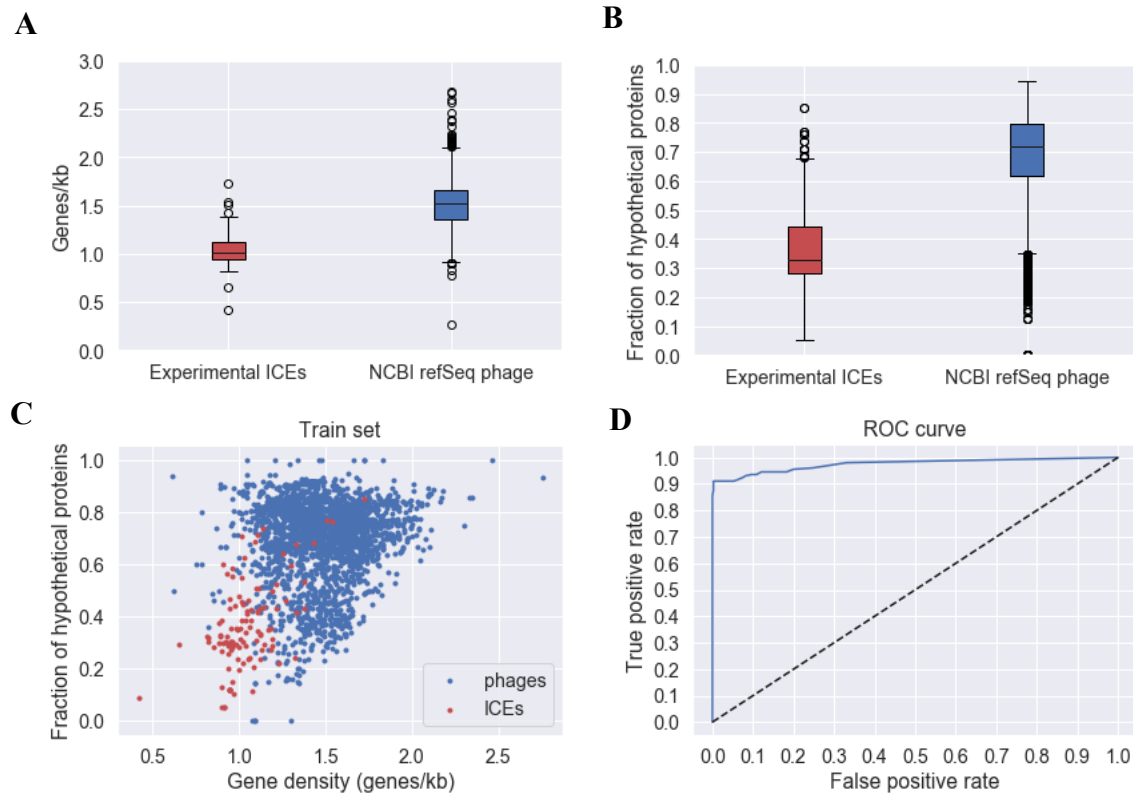 A
B
3.0
2.5
2.0
1.5
1.0
0.5
0.0
Genes/kb
Experimental ICEs
NCBI refSeq phage
1.0
0.9
0.8
0.7
0.6
0.5
0.4
0.3
0.2
0.1
0.0
Fraction of hypothetical proteins
Experimental ICEs
NCBI refSeq phage
C
Train set
1.0
0.8
0.6
0.4
0.2
0.0
Fraction of hypothetical proteins
phages
ICEs
0.5
1.0
1.5
2.0
2.5
Gene density (genes/kb)
D
ROC curve
1.0
0.9
0.8
0.7
0.6
0.5
0.4
0.3
0.2
0.1
0.0
True positive rate
0.0 0.1 0.2 0.3 0.4 0.5 0.6 0.7 0.8 0.9 1.0
False positive rate